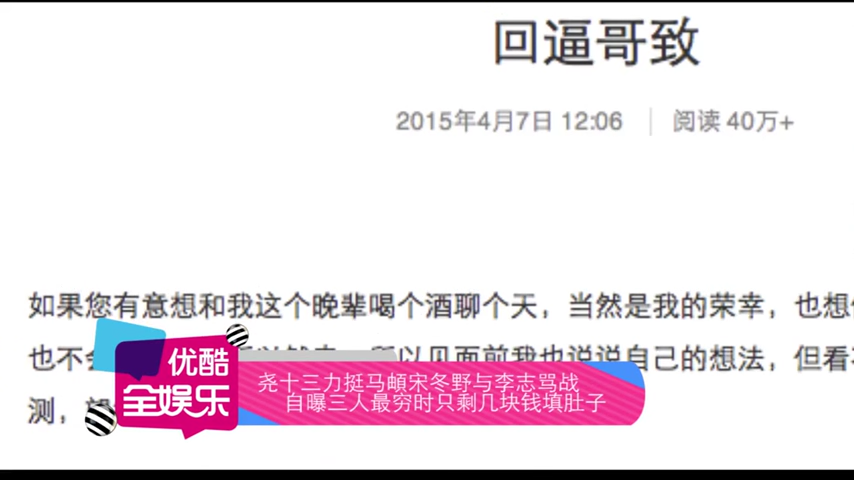 回逼哥致
2015年4月7日 12:06 阅读 40万+
如果您有意想和我这个晚辈喝个酒聊个天，当然是我的荣幸，也想
也不会 以见面前我也说说自己的想法，但看
测，
优酷
全娱乐
尧十三力挺马頔宋冬野与李志骂战
自曝三人最穷时只剩几块钱填肚子